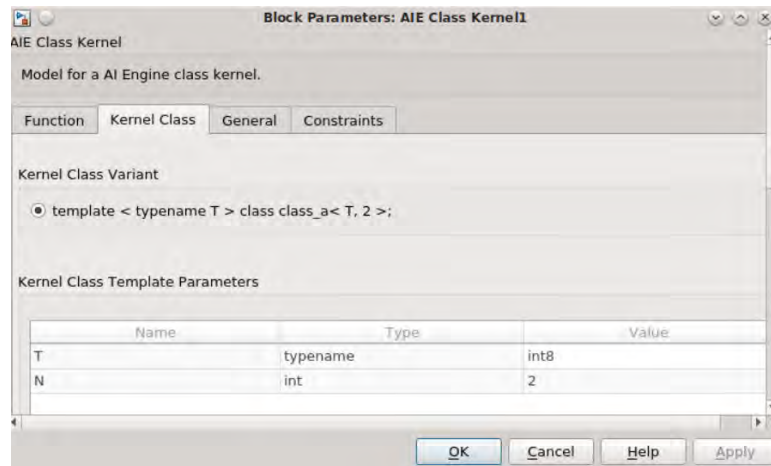 Block Parameters: AIE Class Kernel1
AIE Class Kernel
Model for a AI Engine class kernel.
Function Kernel Class General Constraints
Kernel Class Variant
template < typename T > class class_a< T, 2 >;
Kernel Class Template Parameters
Name Type Value
T typename int8
N int 2
OK Cancel Help Apply